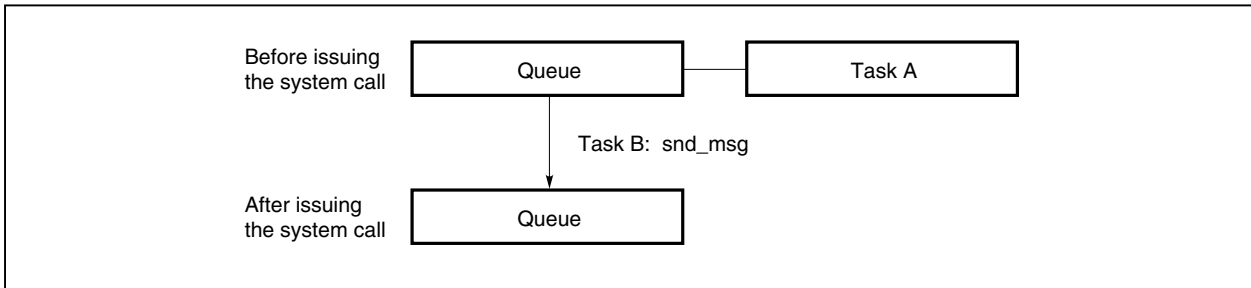 Before issuing
the system call
Queue
Task A
Task B: snd_msg
After issuing
the system call
Queue